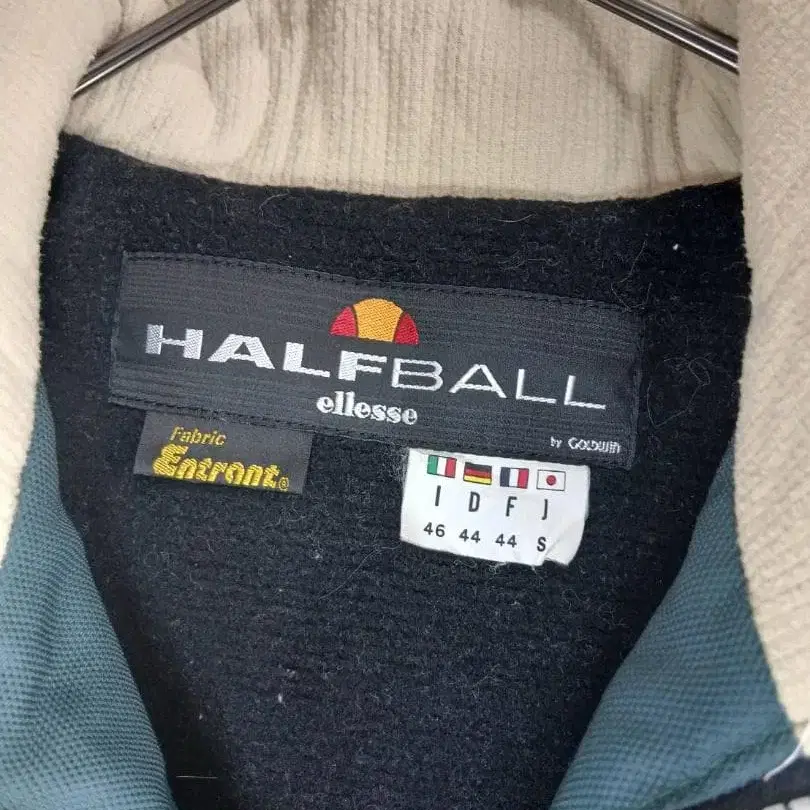 HALFBALL
ellesse
by GOLDWIN
Fabric
Entrant®
I D F J
46 44 44 S